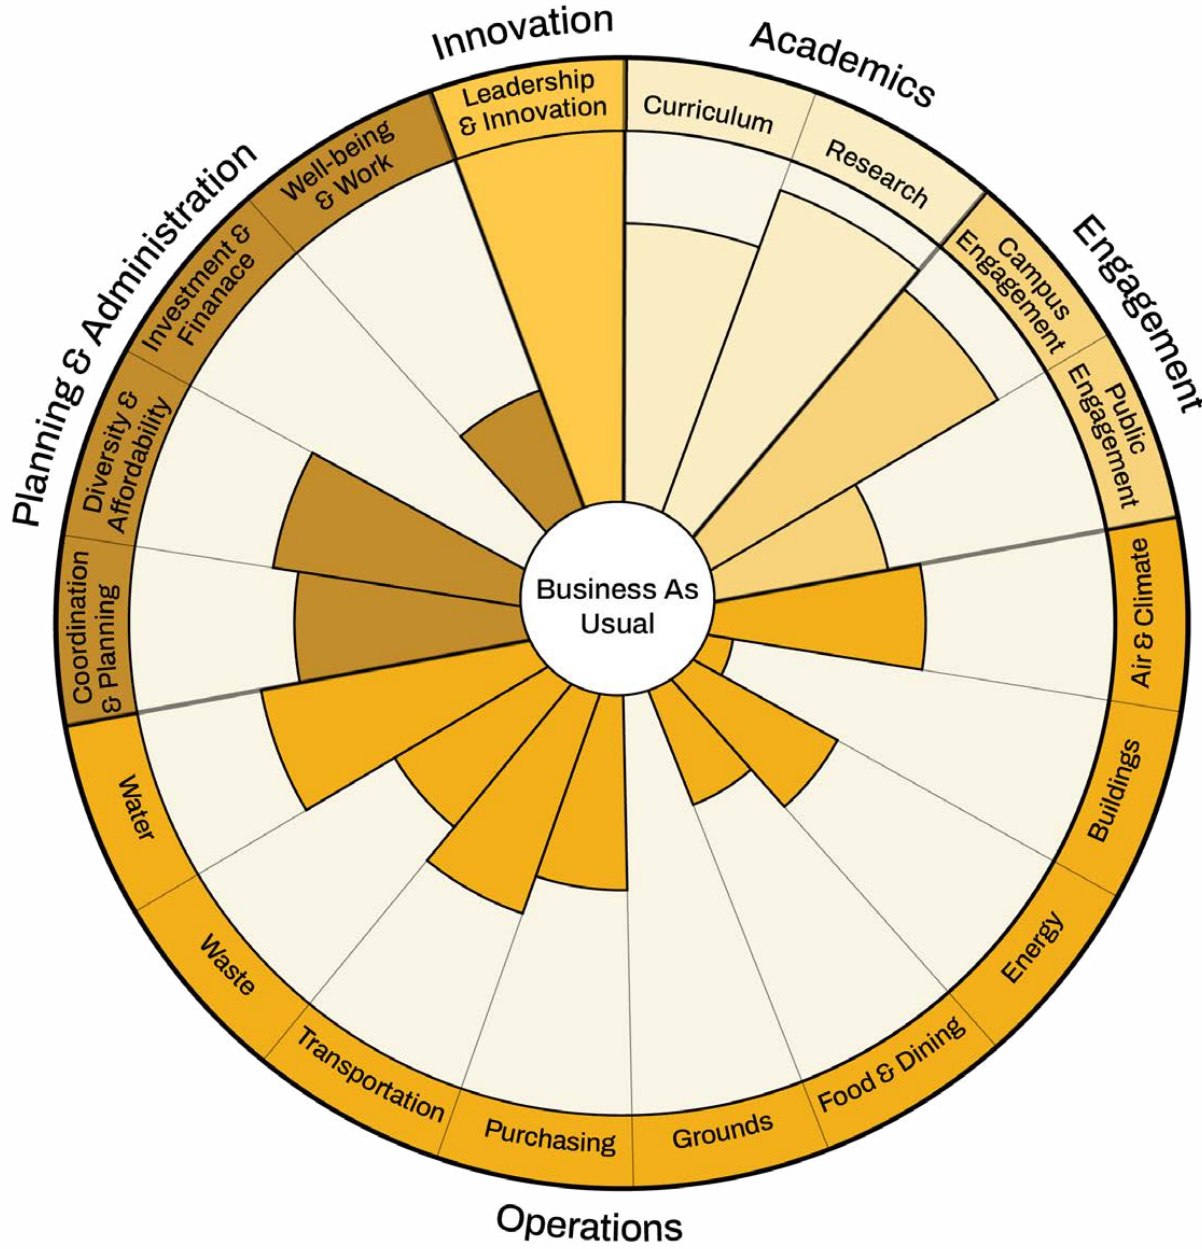 Innovation
Academics
Engagement
Operations
Planning & Administration
Leadership
& Innovation
Curriculum
Research
Campus
Engagement
Public
Engagement
Air & Climate
Buildings
Energy
Food & Dining
Grounds
Purchasing
Transportation
Waste
Water
Coordination
& Planning
Diversity &
Affordability
Investment &
Finanace
Well-being
& Work
Business As
Usual